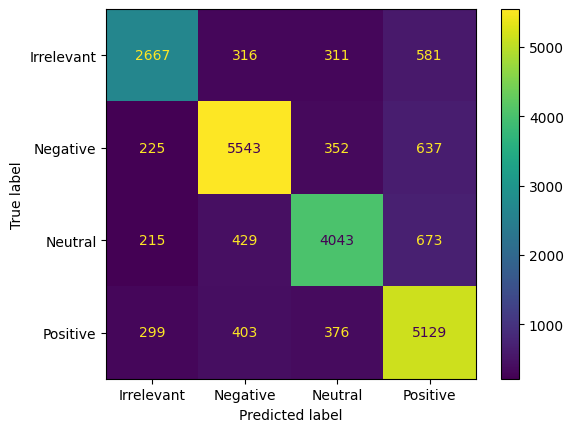 Irrelevant 2667 316 311 581
Negative 225 5543 352 637
Neutral 215 429 4043 673
Positive 299 403 376 5129
Irrelevant Negative Neutral Positive
Predicted label
True label
5000
4000
3000
2000
1000